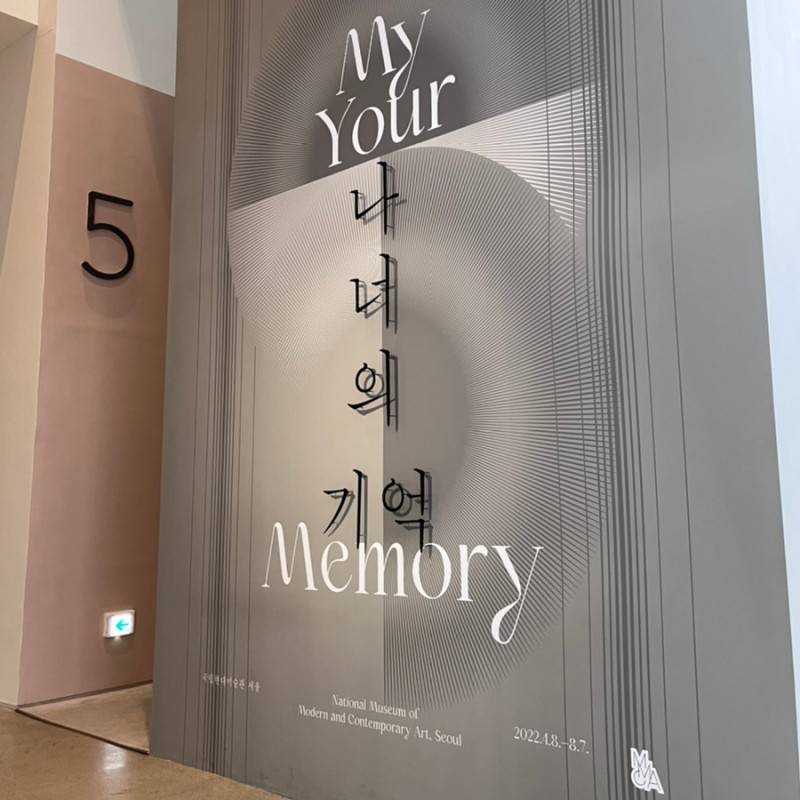 5
My
Your
나
너
의
기억
Memory
국립현대미술관 서울
National Museum of
Modern and Contemporary Art, Seoul
2022.4.8.–8.7.
MMCA